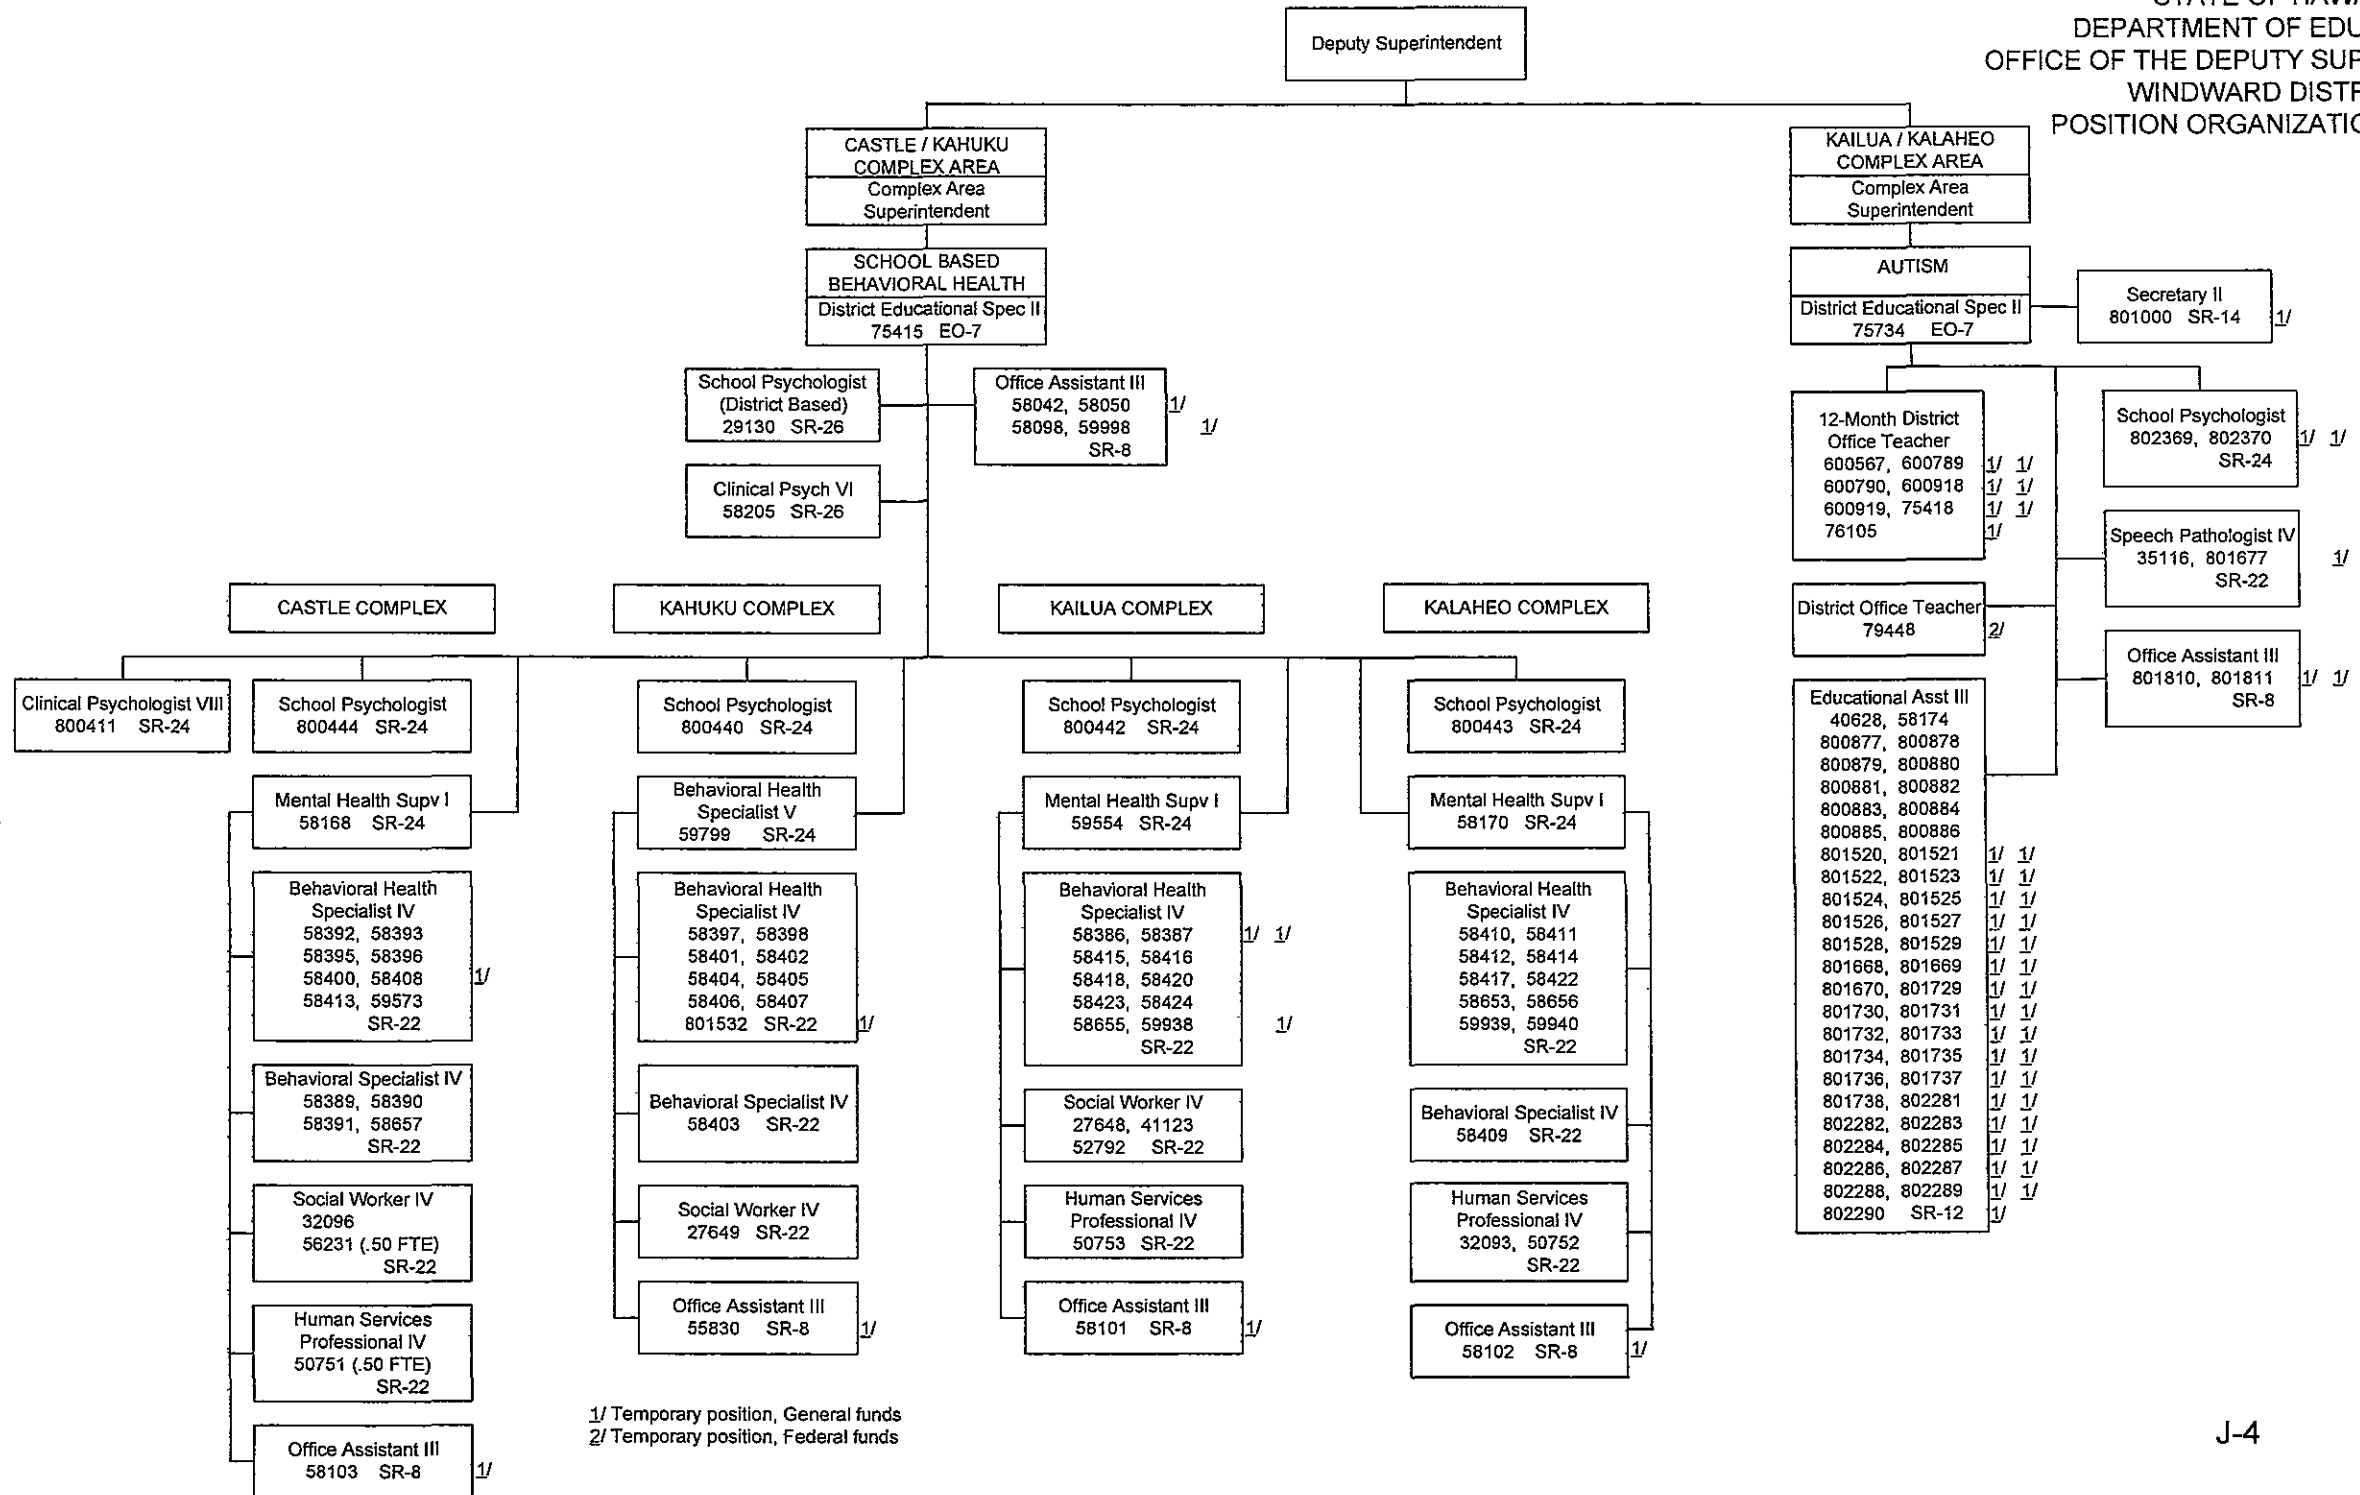 STATE OF
DEPARTMENT OF
OFFICE OF THE DEPUTY
WINDWARD
POSITION
Deputy Superintendent
CASTLE / KAHUKU
COMPLEX AREA
Complex Area
Superintendent
SCHOOL BASED
BEHAVIORAL HEALTH
District Educational Spec II
75415 EO-7
School Psychologist
(District Based)
29130 SR-26
Office Assistant III
58042, 58050 1/
58098, 59998 1/
SR-8
Clinical Psych VI
58205 SR-26
KAILUA / KALAHEO
COMPLEX AREA
Complex Area
Superintendent
AUTISM
District Educational Spec II
75734 EO-7
Secretary II
801000 SR-14 1/
12-Month District
Office Teacher
600567, 600789 1/ 1/
600790, 600918 1/ 1/
600919, 75418 1/ 1/
76105 1/
School Psychologist
802369, 802370 1/ 1/
SR-24
Speech Pathologist IV
35116, 801677 1/
SR-22
District Office Teacher
79448 2/
Office Assistant III
801810, 801811 1/ 1/
SR-8
Educational Asst III
40628, 58174
800877, 800878
800879, 800880
800881, 800882
800883, 800884
800885, 800886
801520, 801521 1/ 1/
801522, 801523 1/ 1/
801524, 801525 1/ 1/
801526, 801527 1/ 1/
801528, 801529 1/ 1/
801668, 801669 1/ 1/
801670, 801729 1/ 1/
801730, 801731 1/ 1/
801732, 801733 1/ 1/
801734, 801735 1/ 1/
801736, 801737 1/ 1/
801738, 802281 1/ 1/
802282, 802283 1/ 1/
802284, 802285 1/ 1/
802286, 802287 1/ 1/
802288, 802289 1/ 1/
802290 SR-12 1/
CASTLE COMPLEX
Clinical Psychologist VIII
800411 SR-24
School Psychologist
800444 SR-24
Mental Health Supv I
58168 SR-24
Behavioral Health
Specialist IV
58392, 58393
58395, 58396
58400, 58408 1/
58413, 59573
SR-22
Behavioral Specialist IV
58389, 58390
58391, 58657
SR-22
Social Worker IV
32096
56231 (.50 FTE)
SR-22
Human Services
Professional IV
50751 (.50 FTE)
SR-22
Office Assistant III
58103 SR-8 1/
KAHUKU COMPLEX
School Psychologist
800440 SR-24
Behavioral Health
Specialist V
59799 SR-24
Behavioral Health
Specialist IV
58397, 58398
58401, 58402
58404, 58405
58406, 58407
801532 SR-22 1/
Behavioral Specialist IV
58403 SR-22
Social Worker IV
27649 SR-22
Office Assistant III
55830 SR-8 1/
KAILUA COMPLEX
School Psychologist
800442 SR-24
Mental Health Supv I
59554 SR-24
Behavioral Health
Specialist IV
58386, 58387 1/ 1/
58415, 58416
58418, 58420
58423, 58424
58655, 59938 1/
SR-22
Social Worker IV
27648, 41123
52792 SR-22
Human Services
Professional IV
50753 SR-22
Office Assistant III
58101 SR-8 1/
KALAHEO COMPLEX
School Psychologist
800443 SR-24
Mental Health Supv I
58170 SR-24
Behavioral Health
Specialist IV
58410, 58411
58412, 58414
58417, 58422
58653, 58656
59939, 59940
SR-22
Behavioral Specialist IV
58409 SR-22
Human Services
Professional IV
32093, 50752
SR-22
Office Assistant III
58102 SR-8 1/
1/ Temporary position, General funds
2/ Temporary position, Federal funds
J-4